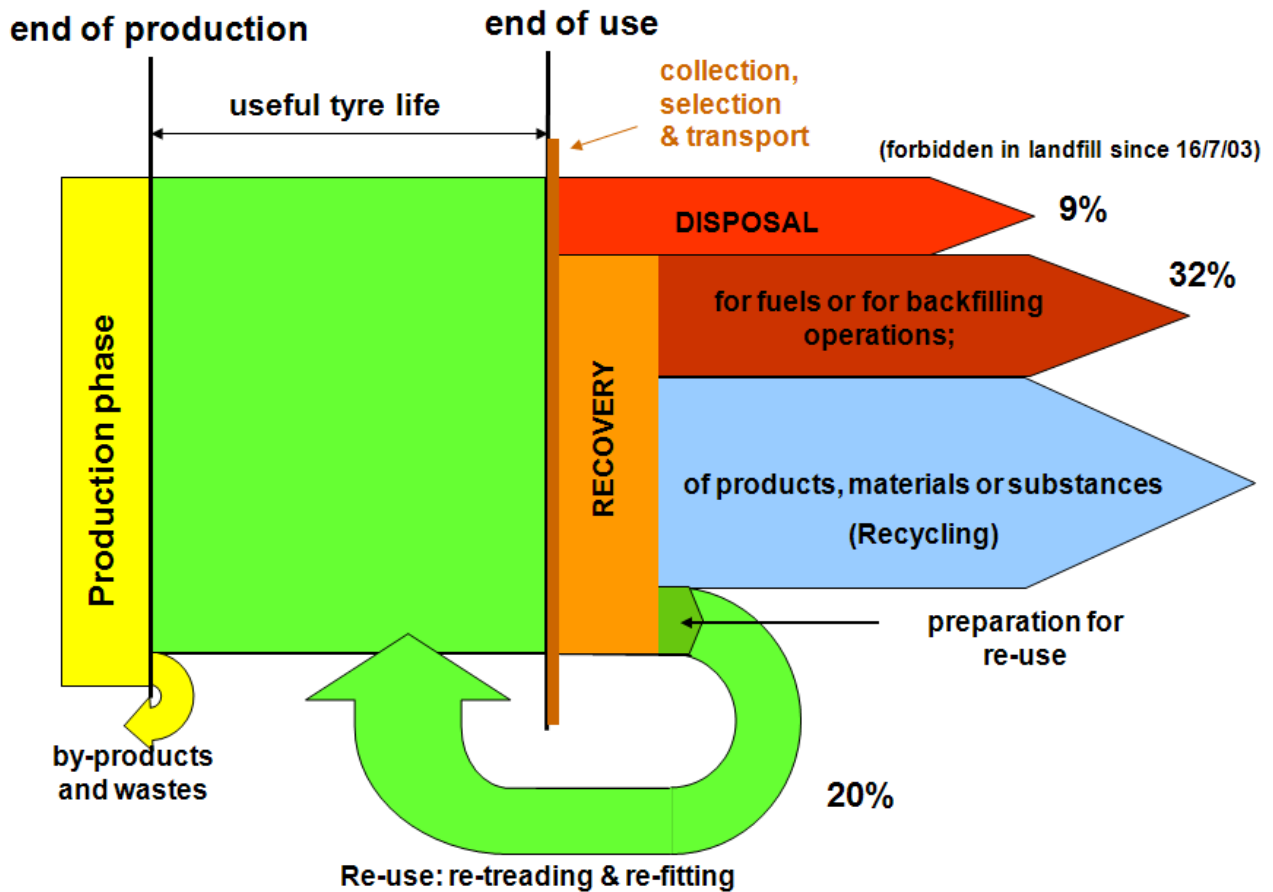 end of production
end of use
useful tyre life
collection,
selection
& transport
(forbidden in landfill since 16/7/03)
DISPOSAL
9%
32%
for fuels or for backfilling
operations;
Production phase
RECOVERY
of products, materials or substances
(Recycling)
preparation for
re-use
by-products
and wastes
20%
Re-use: re-treading & re-fitting